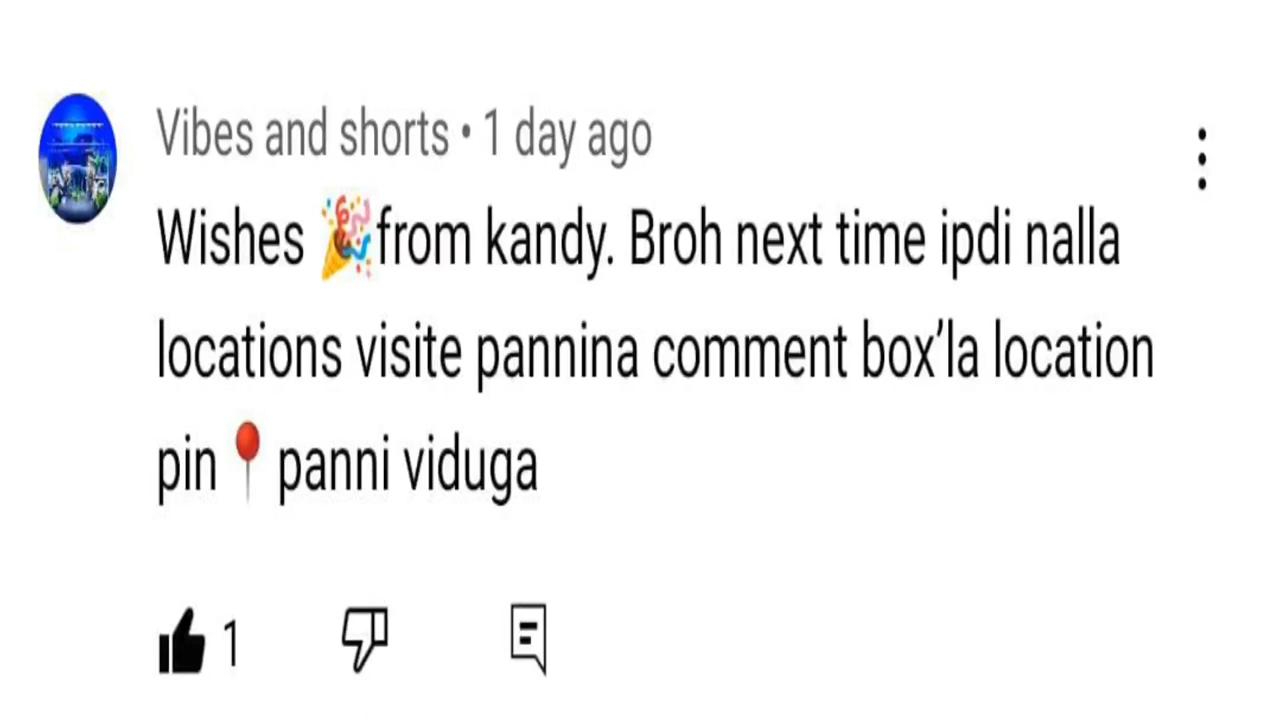 Vibes and shorts • 1 day ago
Wishes 🎉from kandy. Broh next time ipdi nalla
locations visite pannina comment box’la location
pin📍panni viduga
1